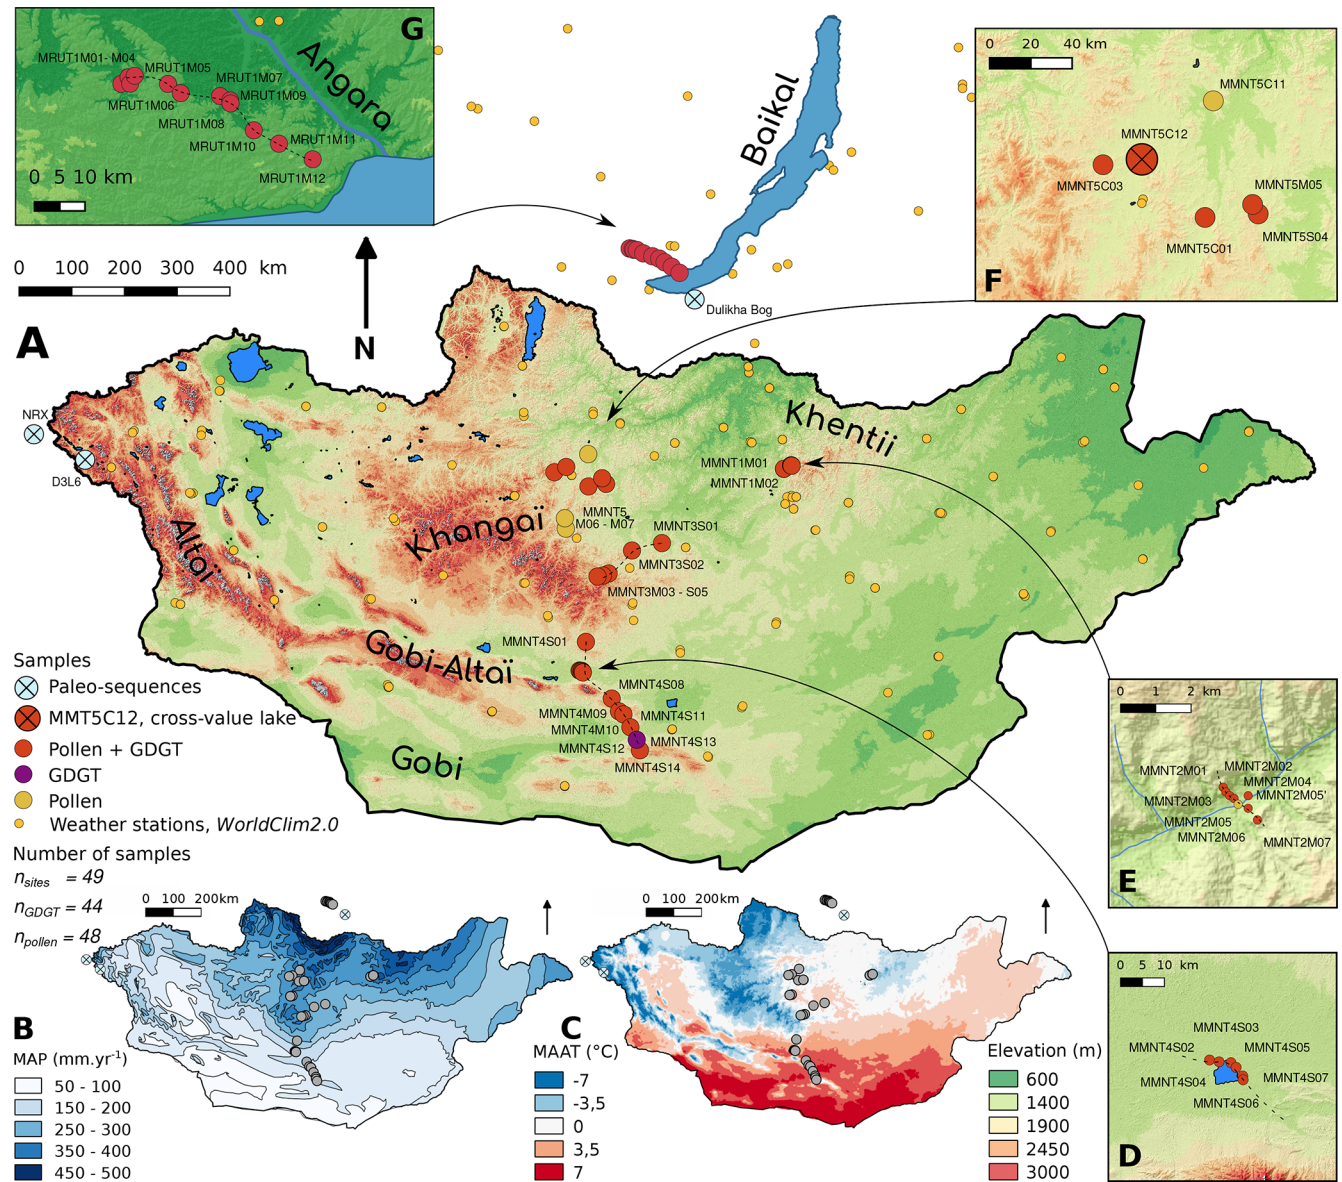 G
MRUT1M01- M04
MRUT1M05
MRUT1M07
MRUT1M06
MRUT1M09
MRUT1M08
MRUT1M10
MRUT1M11
MRUT1M12
Angara
0 5 10 km
Baikal
Dulikha Bog
0 20 40 km
MMNT5C11
MMNT5C12
MMNT5C03
MMNT5M05
MMNT5C01
MMNT5S04
F
0 100 200 300 400 km
A
N
NRX
D3L6
Altaï
Khangaï
Khentii
Gobi-Altaï
Gobi
MMNT1M01
MMNT1M02
MMNT5
M06 - M07
MMNT3S01
MMNT3S02
MMNT3M03 - S05
MMNT4S01
MMNT4S08
MMNT4M09
MMNT4S11
MMNT4M10
MMNT4S12
MMNT4S13
MMNT4S14
Samples
Paleo-sequences
MMT5C12, cross-value lake
Pollen + GDGT
GDGT
Pollen
Weather stations, WorldClim2.0
Number of samples
nsites = 49
nGDGT = 44
npollen = 48
0 100 200km
B
MAP (mm.yr-1)
50 - 100
150 - 200
250 - 300
350 - 400
450 - 500
0 100 200km
C
MAAT (°C)
-7
-3,5
0
3,5
7
Elevation (m)
600
1400
1900
2450
3000
0 1 2 km
MMNT2M01
MMNT2M02
MMNT2M04
MMNT2M03
MMNT2M05'
MMNT2M05
MMNT2M06
MMNT2M07
E
0 5 10 km
MMNT4S03
MMNT4S02
MMNT4S05
MMNT4S04
MMNT4S07
MMNT4S06
D